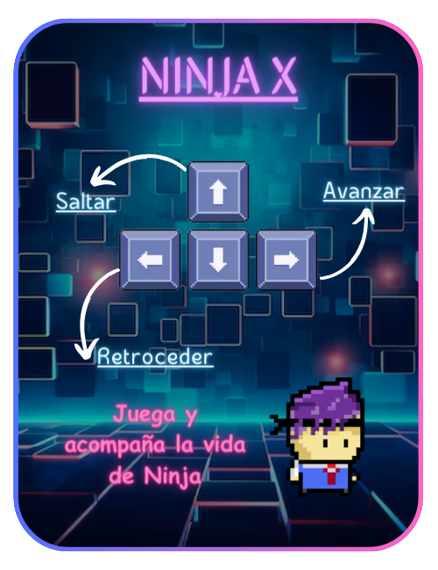 NINJA X
Saltar
Avanzar
Retroceder
Juega y
acompaña la vida
de Ninja